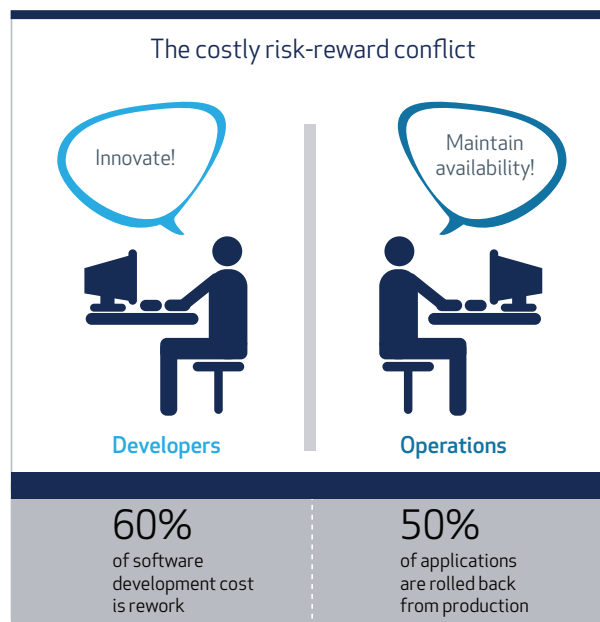 The costly risk-reward conflict
Innovate!
Maintain
availability!
Developers
Operations
60%
of software
development cost
is rework
50%
of applications
are rolled back
from production